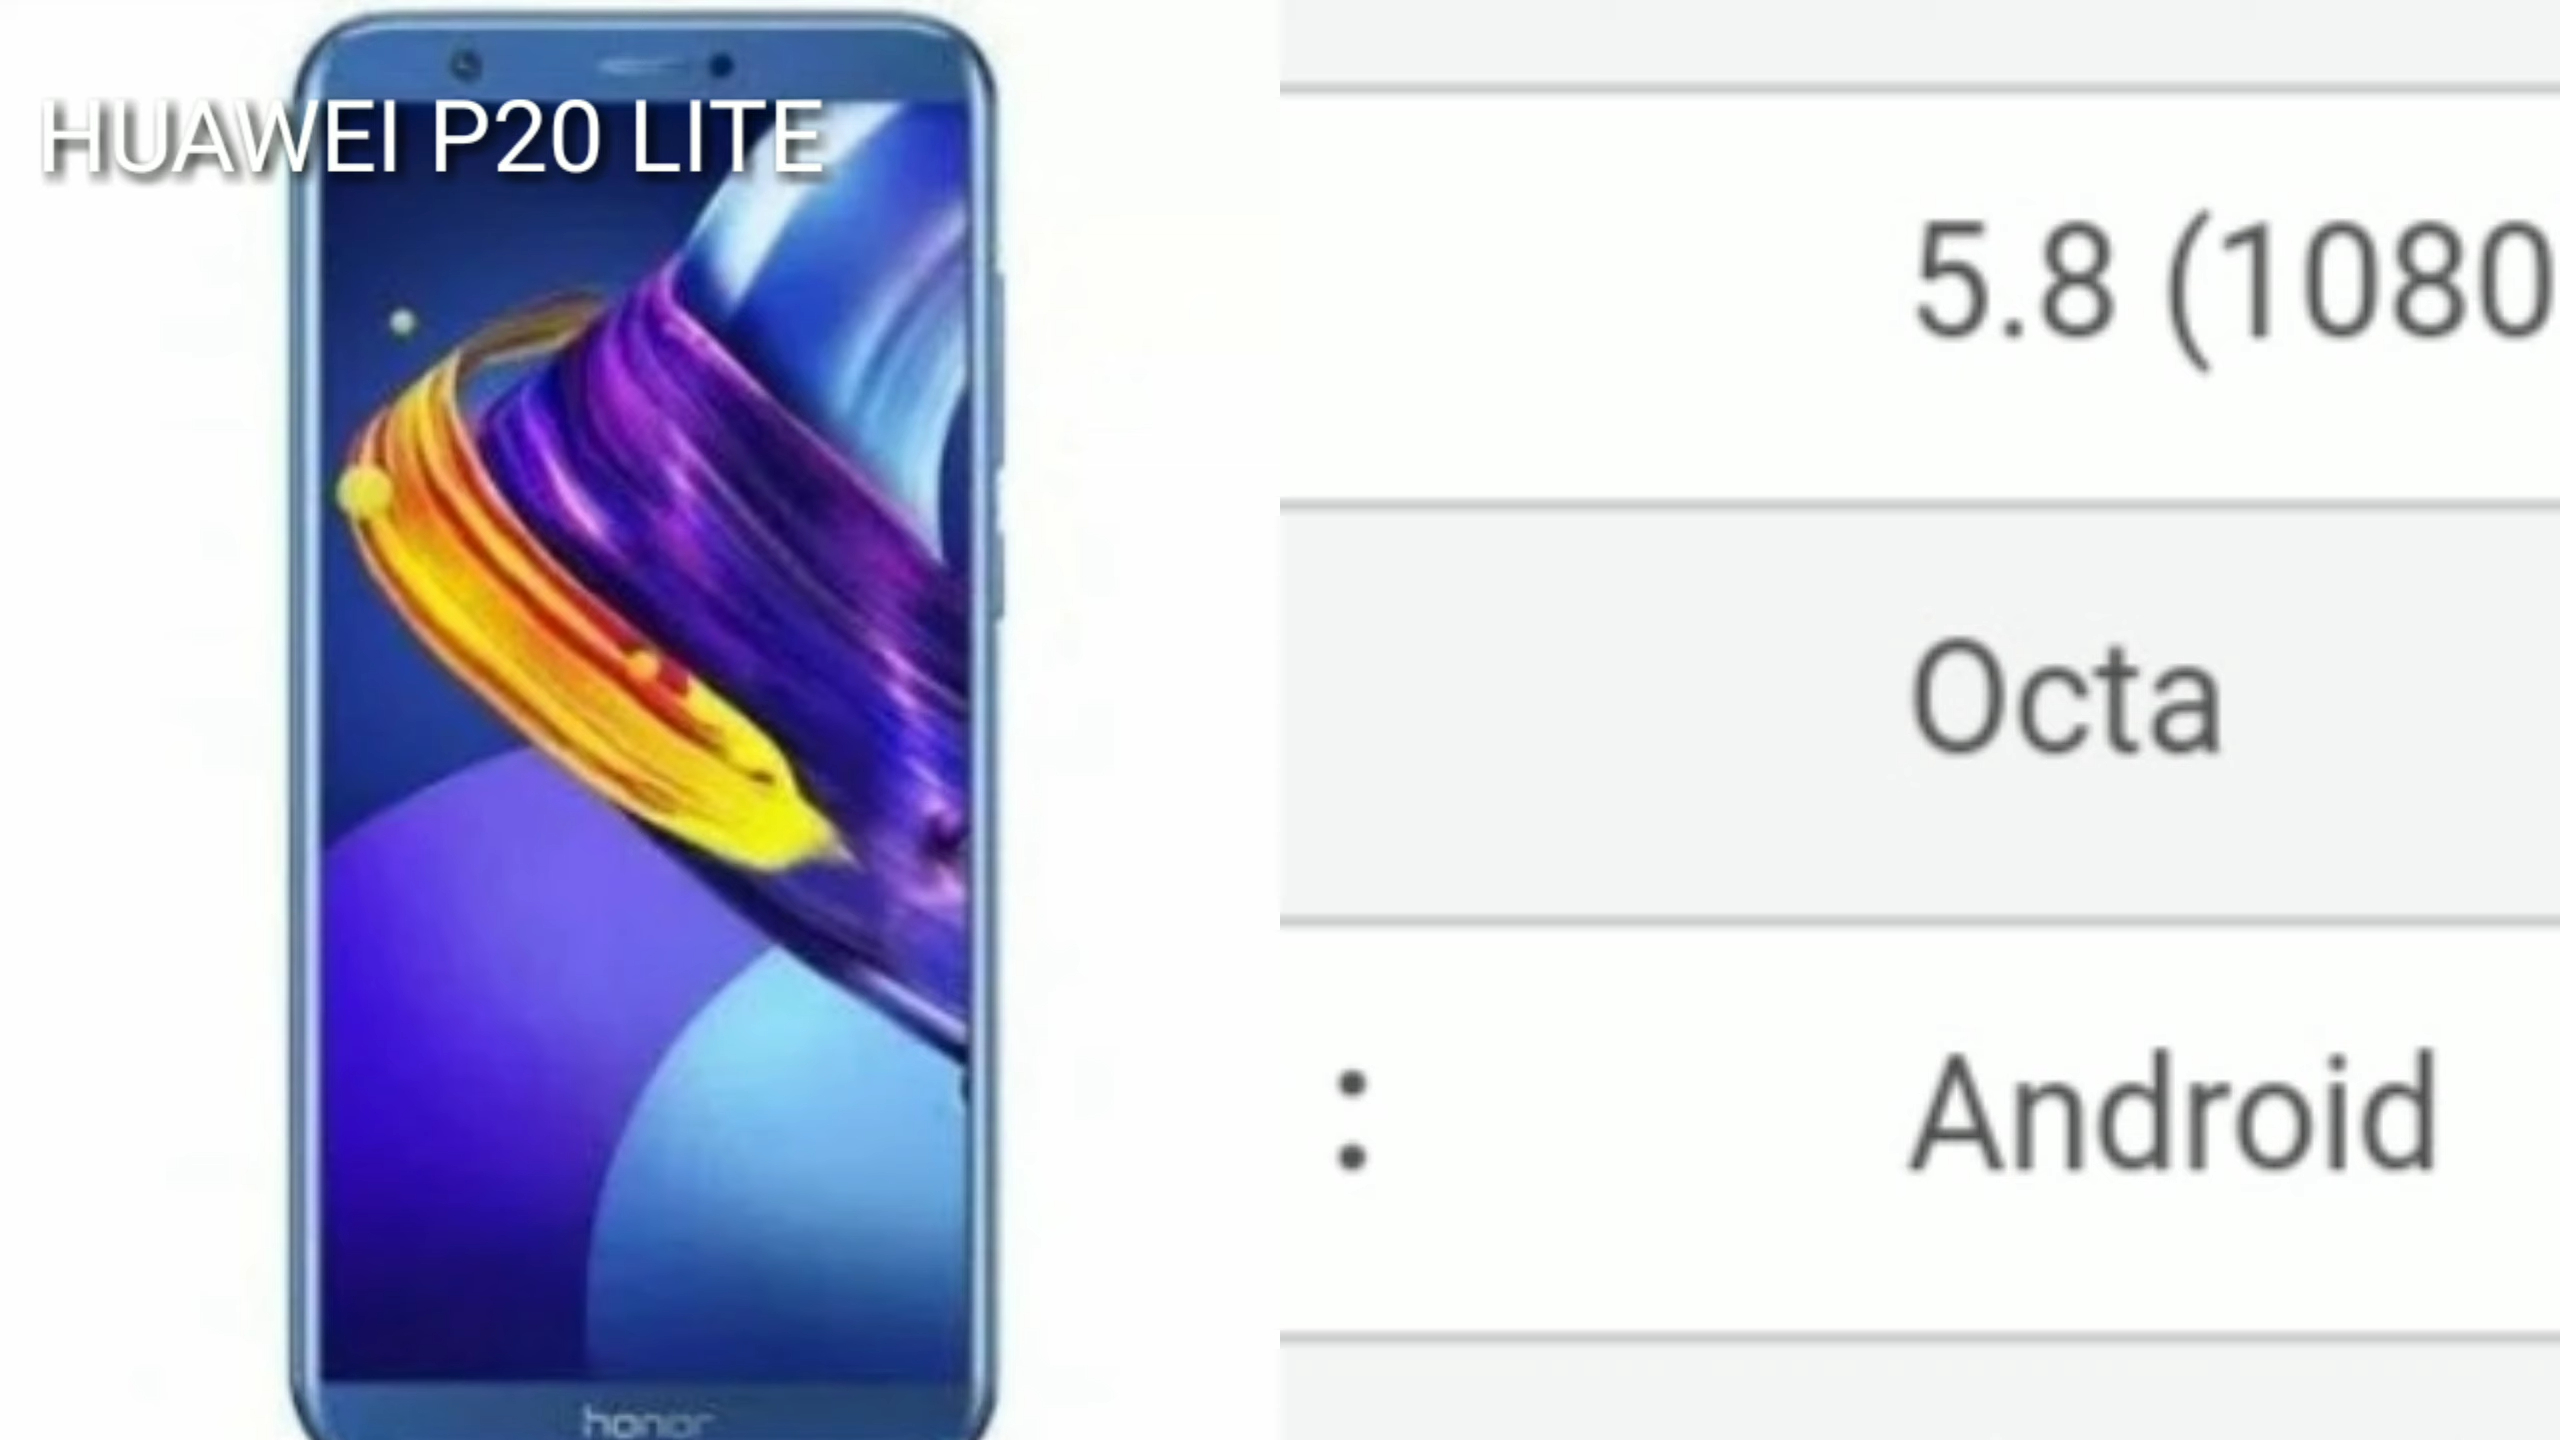 HUAWEI P20 LITE
honor
5.8 (1080
Octa
: Android